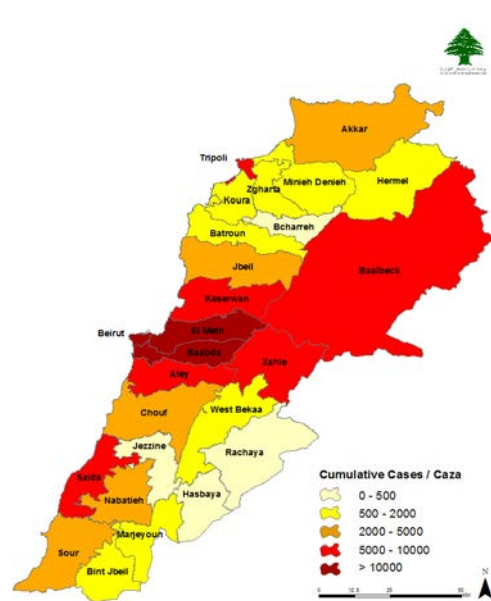 Akkar
Tripoli
Zgharta
Minieh Denieh
Hermel
Koura
Bcharreh
Batroun
Jbeil
Baalbeck
Keserwan
Beirut
El Metn
Baabda
Zahle
Aley
Chouf
West Bekaa
Jezzine
Rachaya
Saida
Hasbaya
Nabatieh
Marjeyoun
Sour
Bint Jbeil
Cumulative Cases / Caza
0 - 500
500 - 2000
2000 - 5000
5000 - 10000
> 10000
N